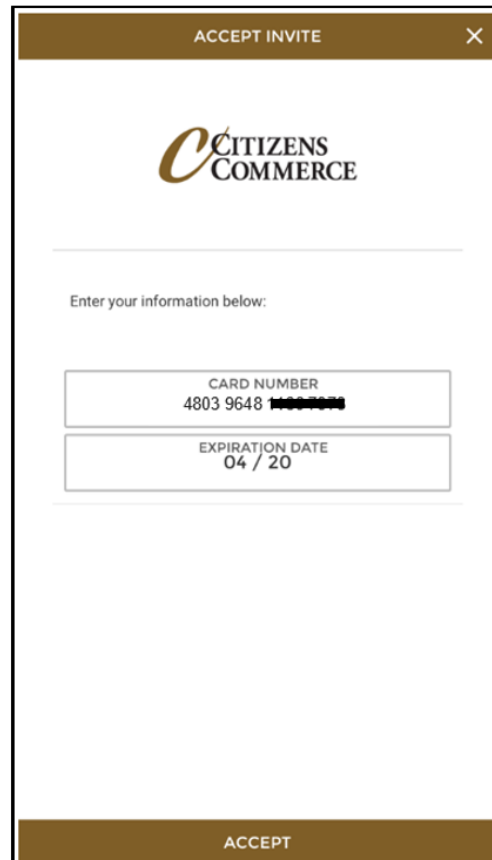 ACCEPT INVITE
CITIZENS
COMMERCE
Enter your information below:
CARD NUMBER
4803 9648
EXPIRATION DATE
04 / 20
ACCEPT